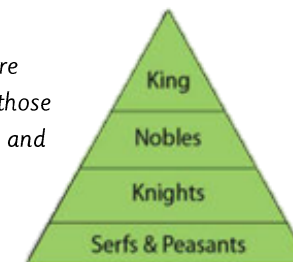 re
those
and
King
Nobles
Knights
Serfs & Peasants